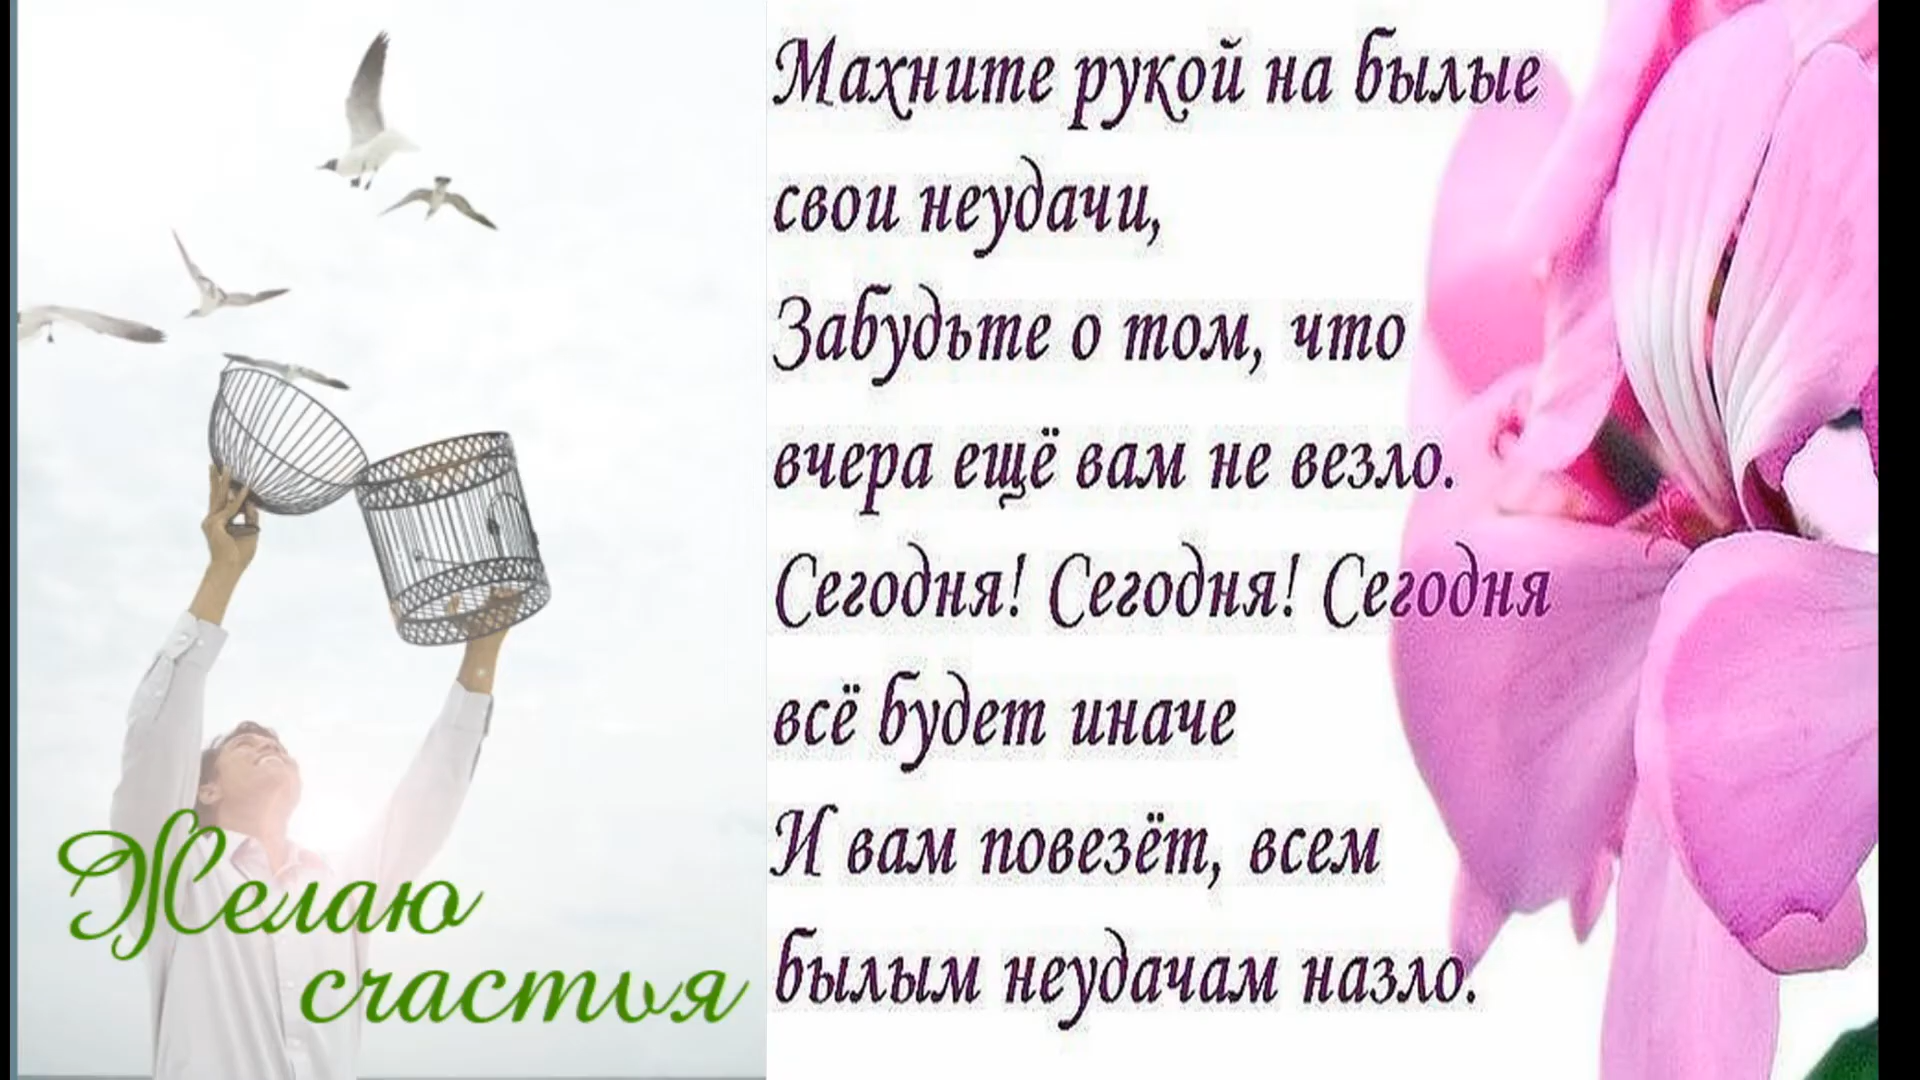 Желаю
счастья
Махните рукой на былые
свои неудачи,
Забудьте о том, что
вчера ещё вам не везло.
Сегодня! Сегодня! Сегодня
всё будет иначе
И вам повезёт, всем
былым неудачам назло.